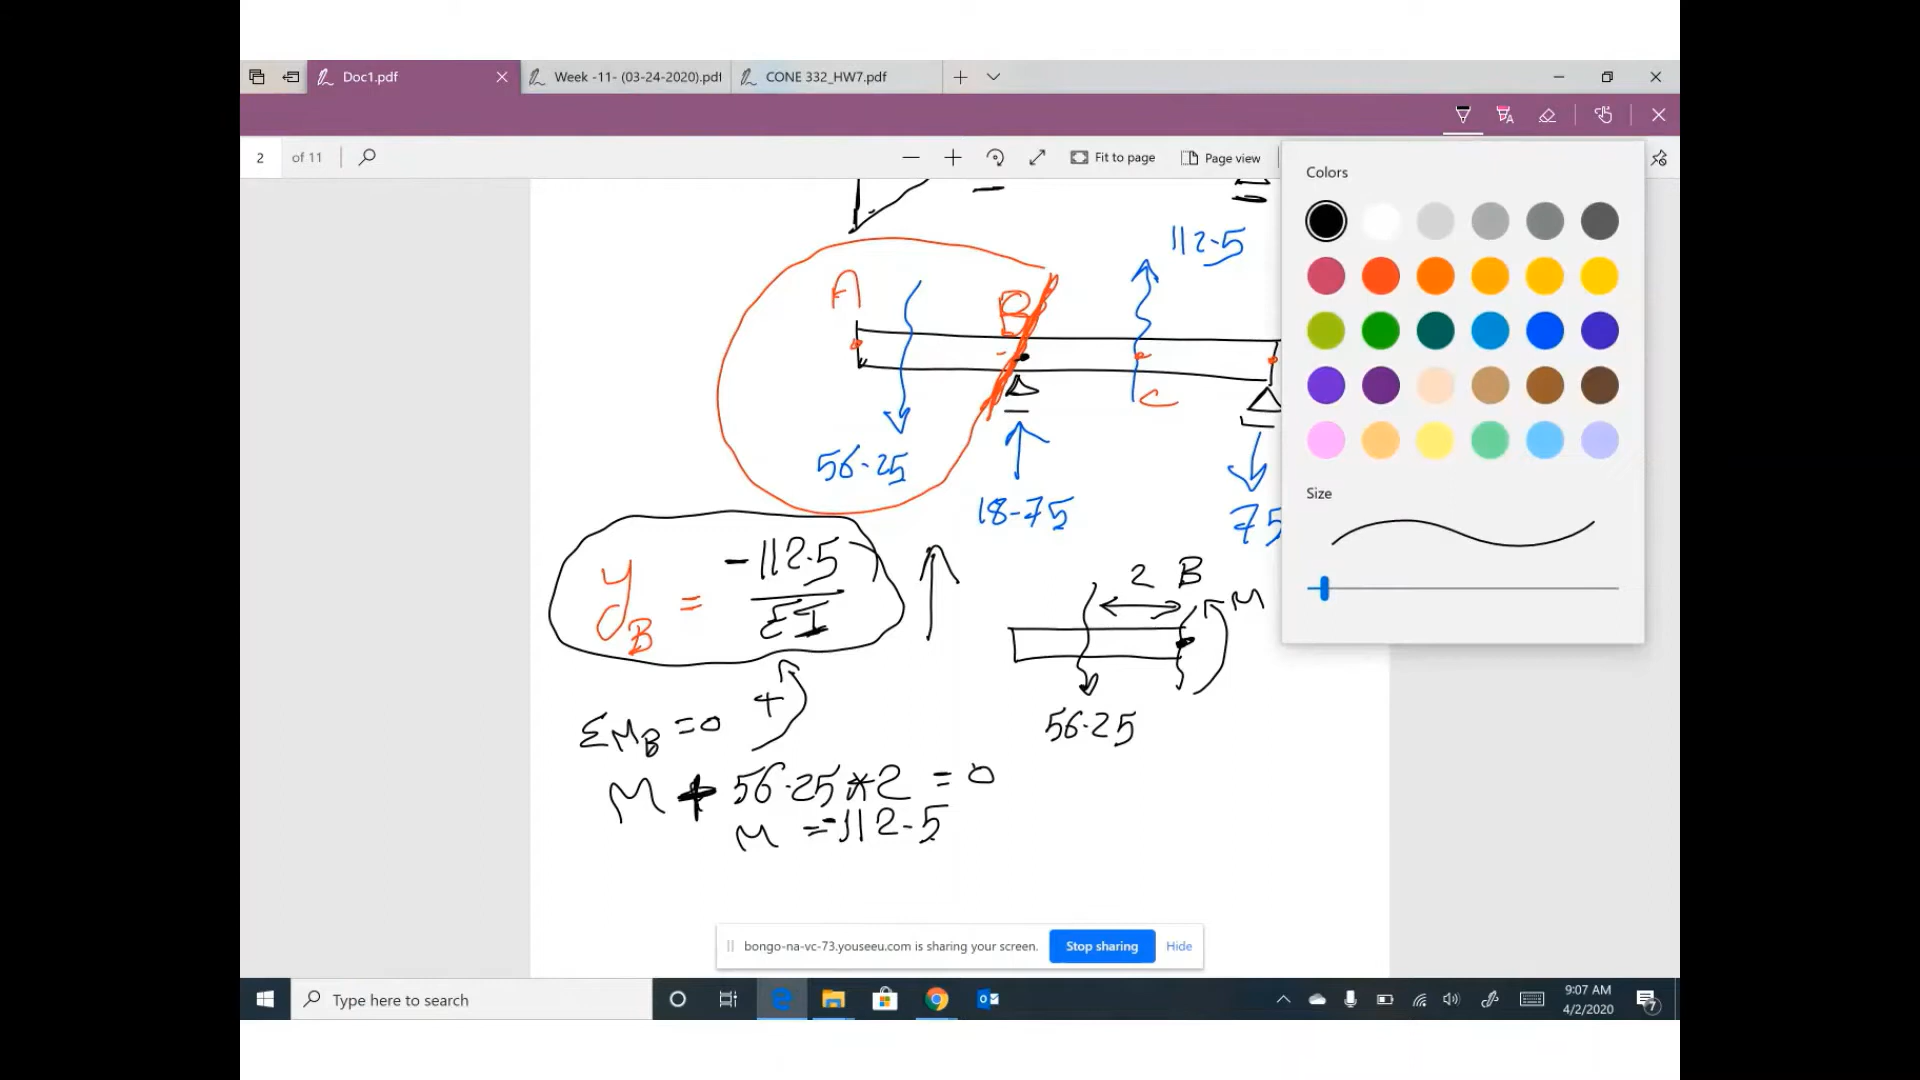 Doc1.pdf
Week -11- (03-24-2020).pdf
CONE 332_HW7.pdf
2 of 11
Fit to page
Page view
Colors
Size
112.5
A
B
C
56.25
18.75
75
y_B = -112.5 / EI
2 B
M
56.25
ΣM_B = 0 +
M + 56.25*2 = 0
M = -112.5
bongo-na-vc-73.youseeu.com is sharing your screen. Stop sharing Hide
Type here to search
9:07 AM
4/2/2020
7